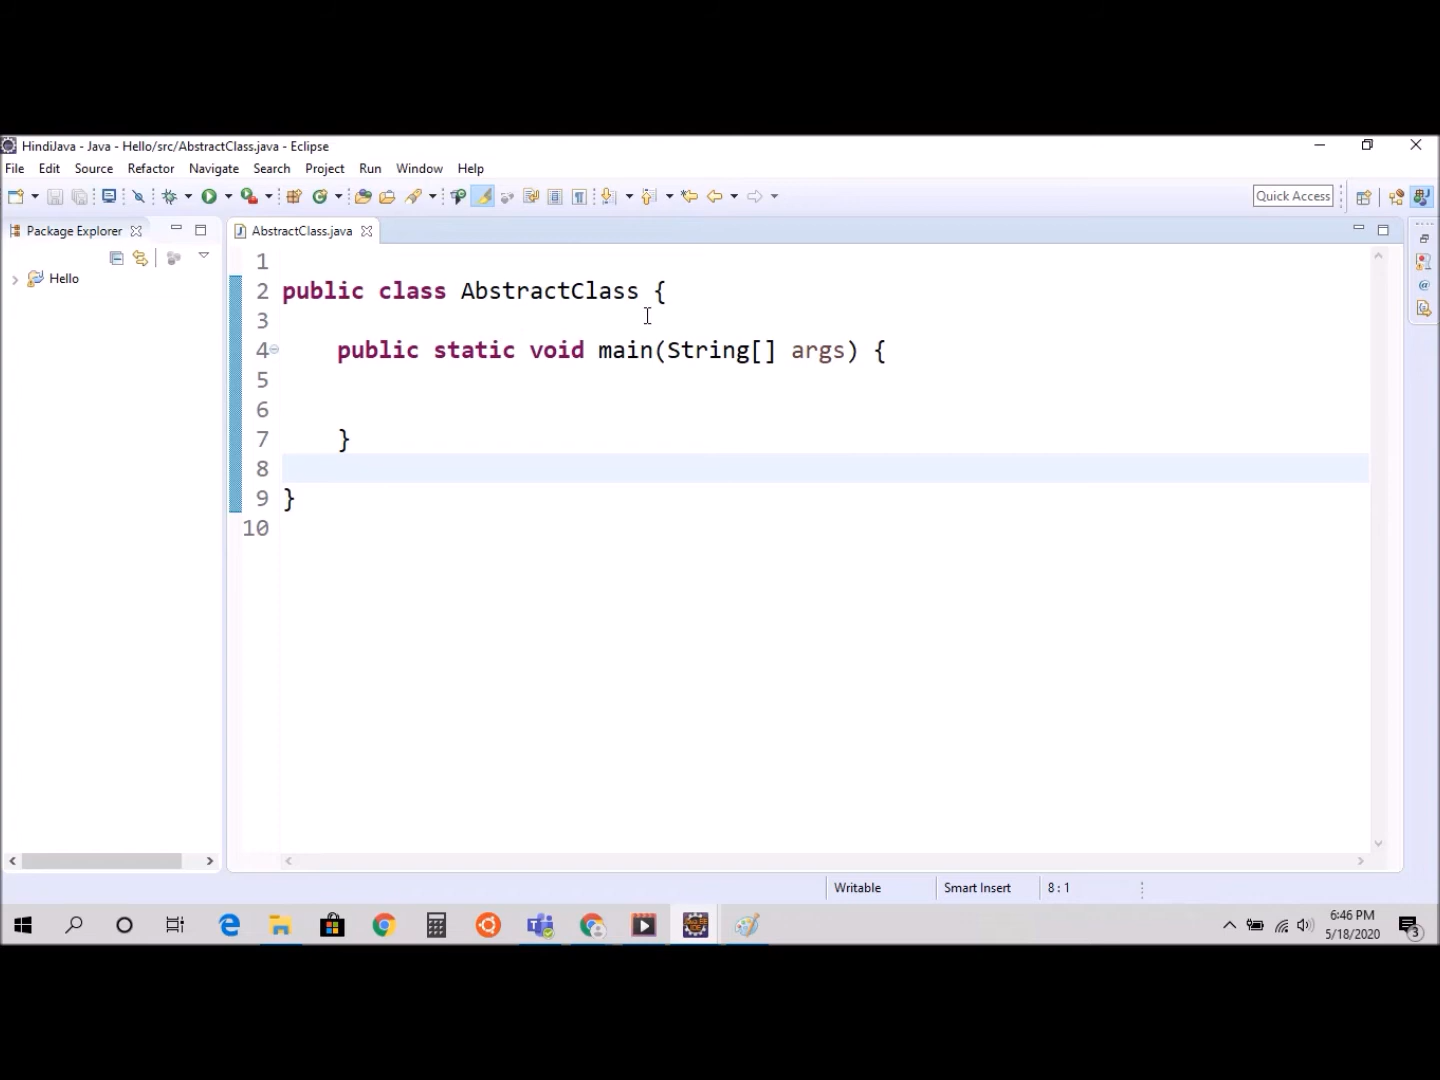 HindiJava - Java - Hello/src/AbstractClass.java - Eclipse
File Edit Source Refactor Navigate Search Project Run Window Help
Quick Access
Package Explorer
AbstractClass.java
Hello
1
2 public class AbstractClass {
3
4 public static void main(String[] args) {
5
6
7 }
8
9 }
10
Writable Smart Insert 8 : 1
6:46 PM
5/18/2020
3